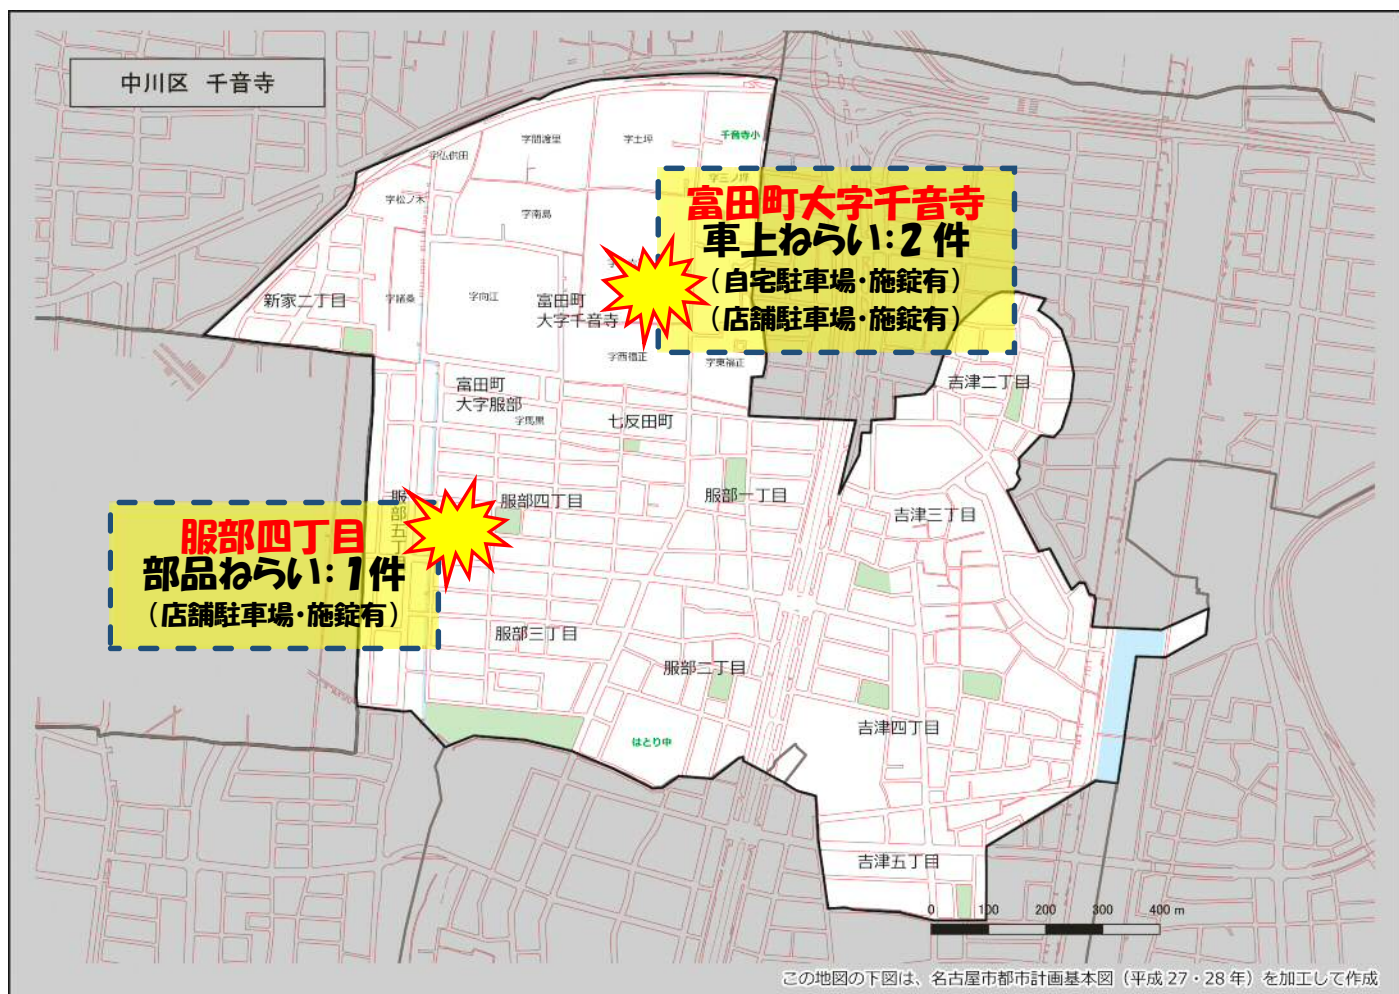 中川区 千音寺
字間渡里
字土坪
千音寺小
字仏供田
字三ノ坪
字松ノ木
字南島
富田町大字千音寺
車上ねらい:2件
(自宅駐車場・施錠有)
(店舗駐車場・施錠有)
新家二丁目
字諸桑
字向江
富田町
大字千音寺
字西福正
字東福正
吉津二丁目
富田町
大字服部
字馬黒
七反田町
服部四丁目
服部一丁目
吉津三丁目
服部四丁目
部品ねらい:1件
(店舗駐車場・施錠有)
服部三丁目
服部二丁目
はとり中
吉津四丁目
吉津五丁目
0 100 200 300 400 m
この地図の下図は、名古屋市都市計画基本図(平成 27・28 年)を加工して作成